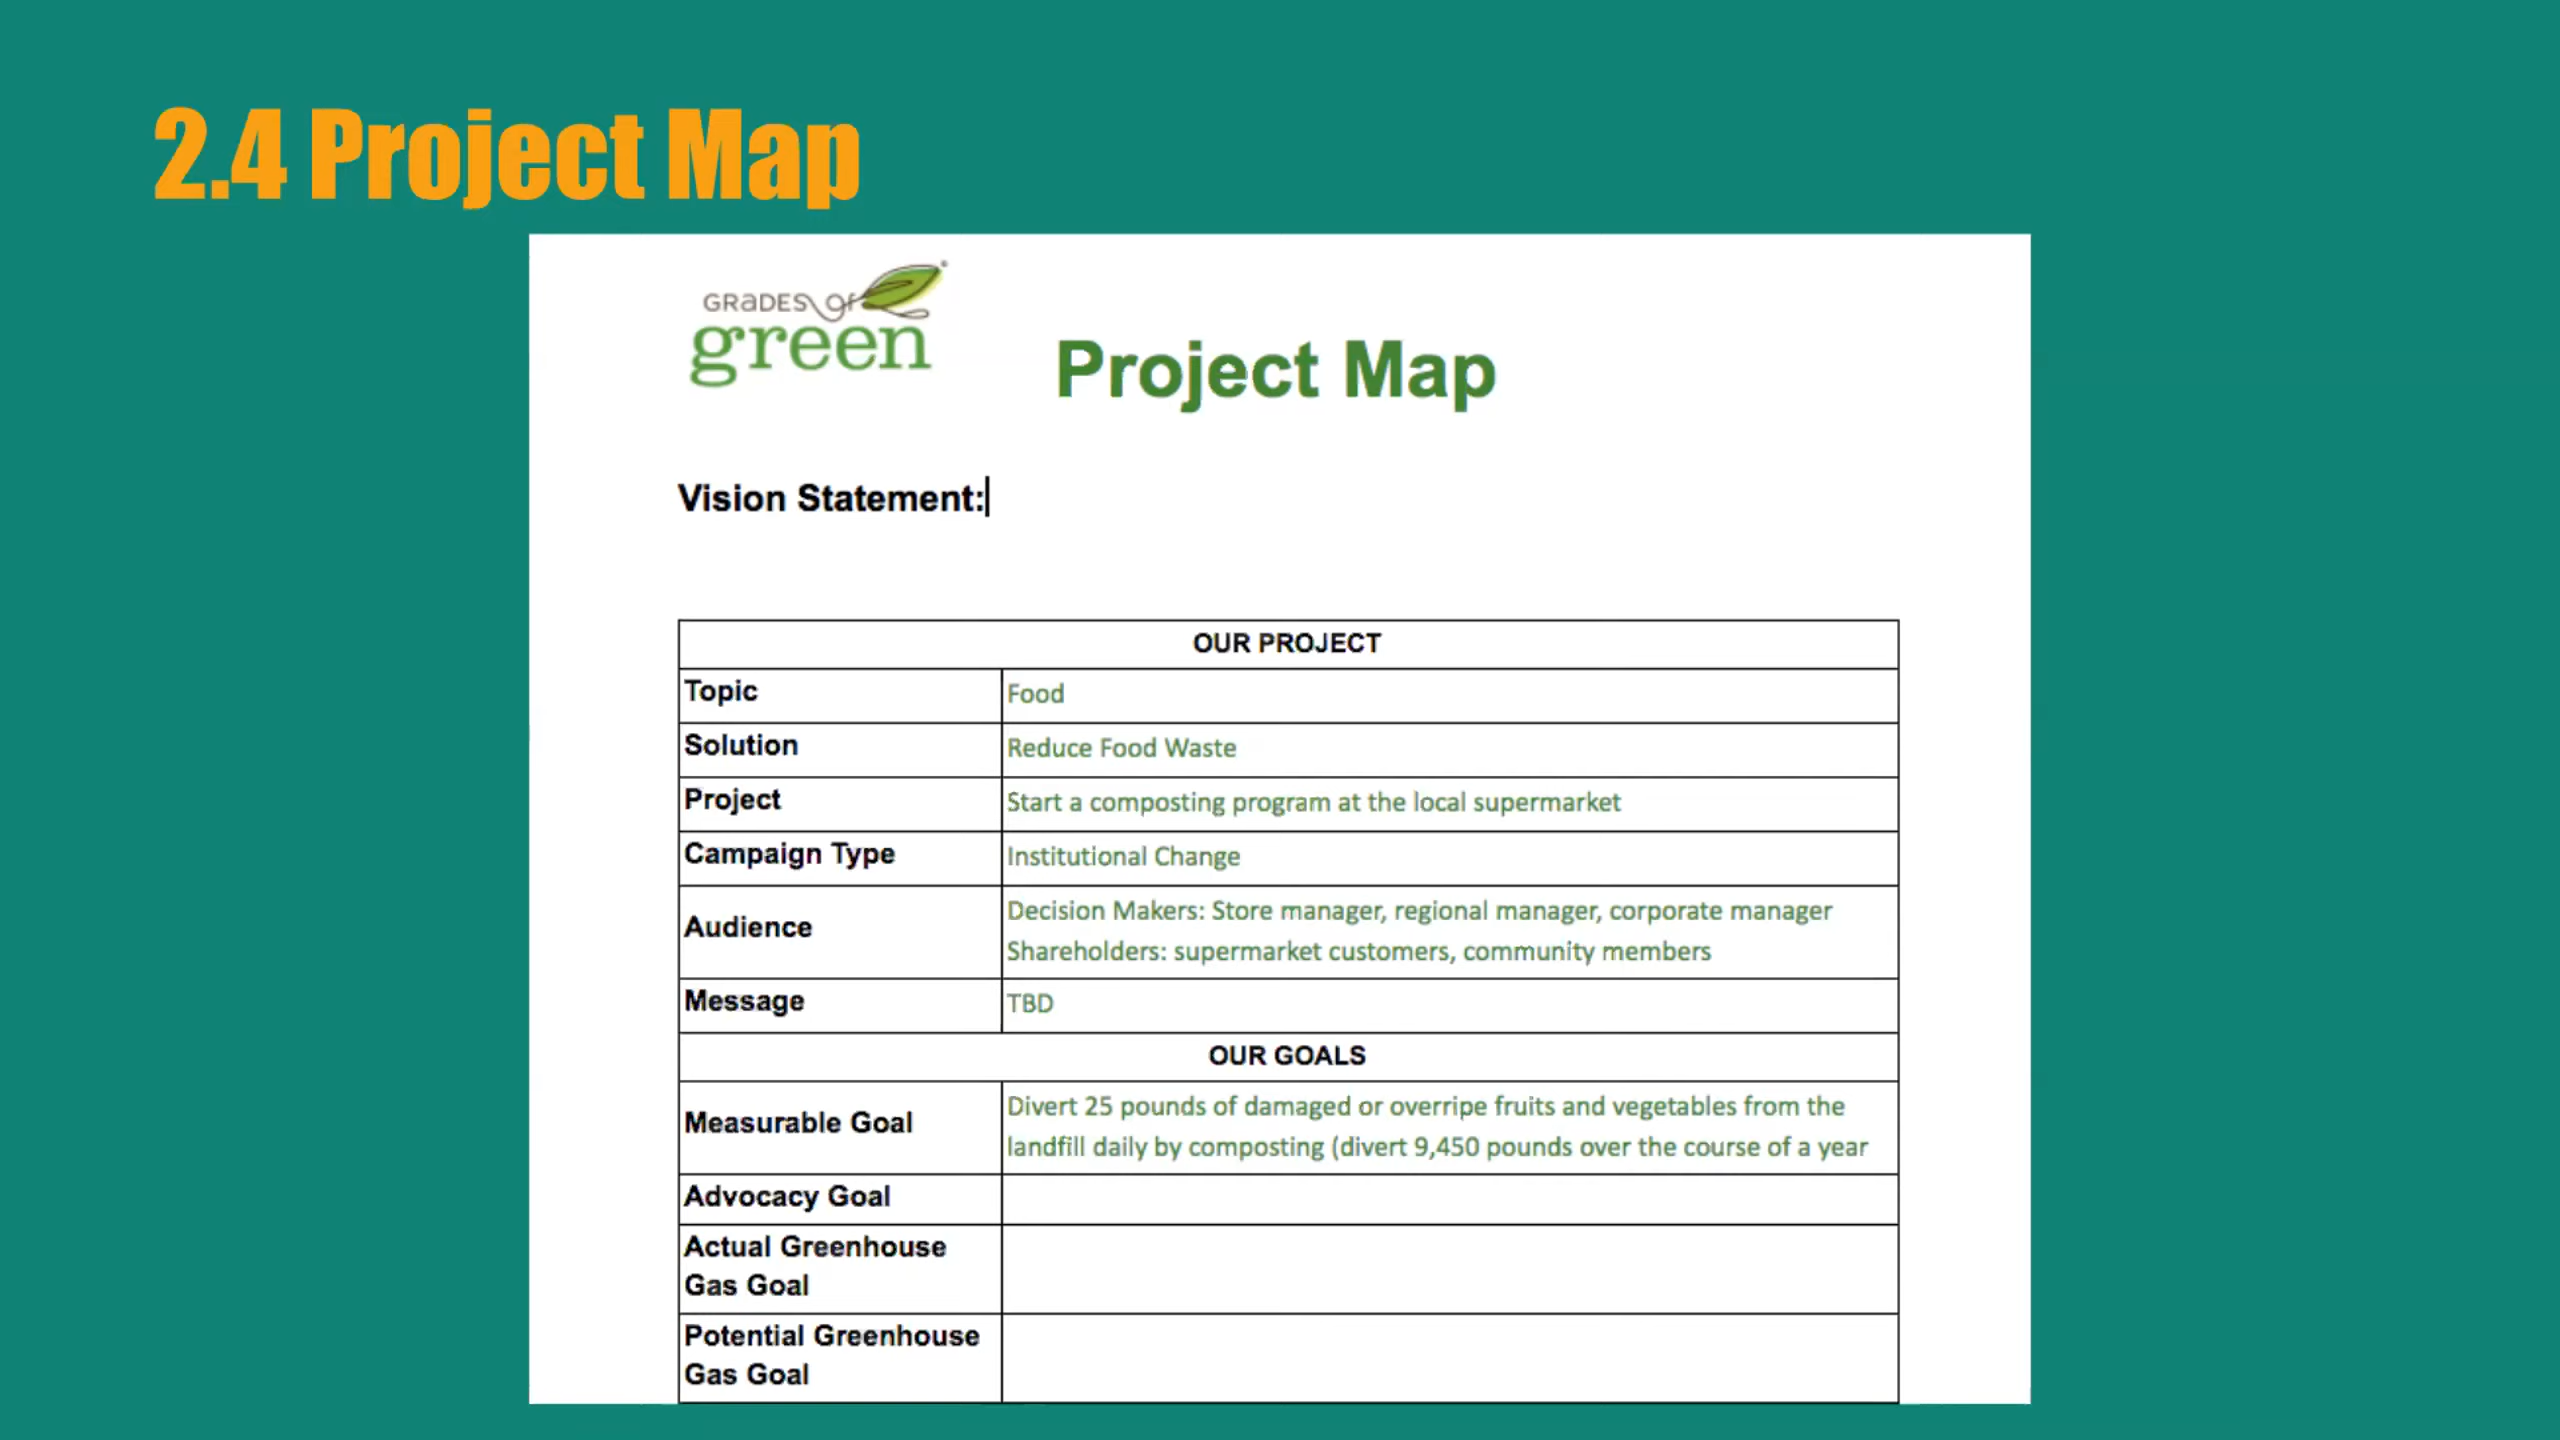 2.4 Project Map
GRADES of
green
Project Map
Vision Statement:
OUR PROJECT
Topic
Food
Solution
Reduce Food Waste
Project
Start a composting program at the local supermarket
Campaign Type
Institutional Change
Audience
Decision Makers: Store manager, regional manager, corporate manager
Shareholders: supermarket customers, community members
Message
TBD
OUR GOALS
Measurable Goal
Divert 25 pounds of damaged or overripe fruits and vegetables from the
landfill daily by composting (divert 9,450 pounds over the course of a year
Advocacy Goal
Actual Greenhouse
Gas Goal
Potential Greenhouse
Gas Goal